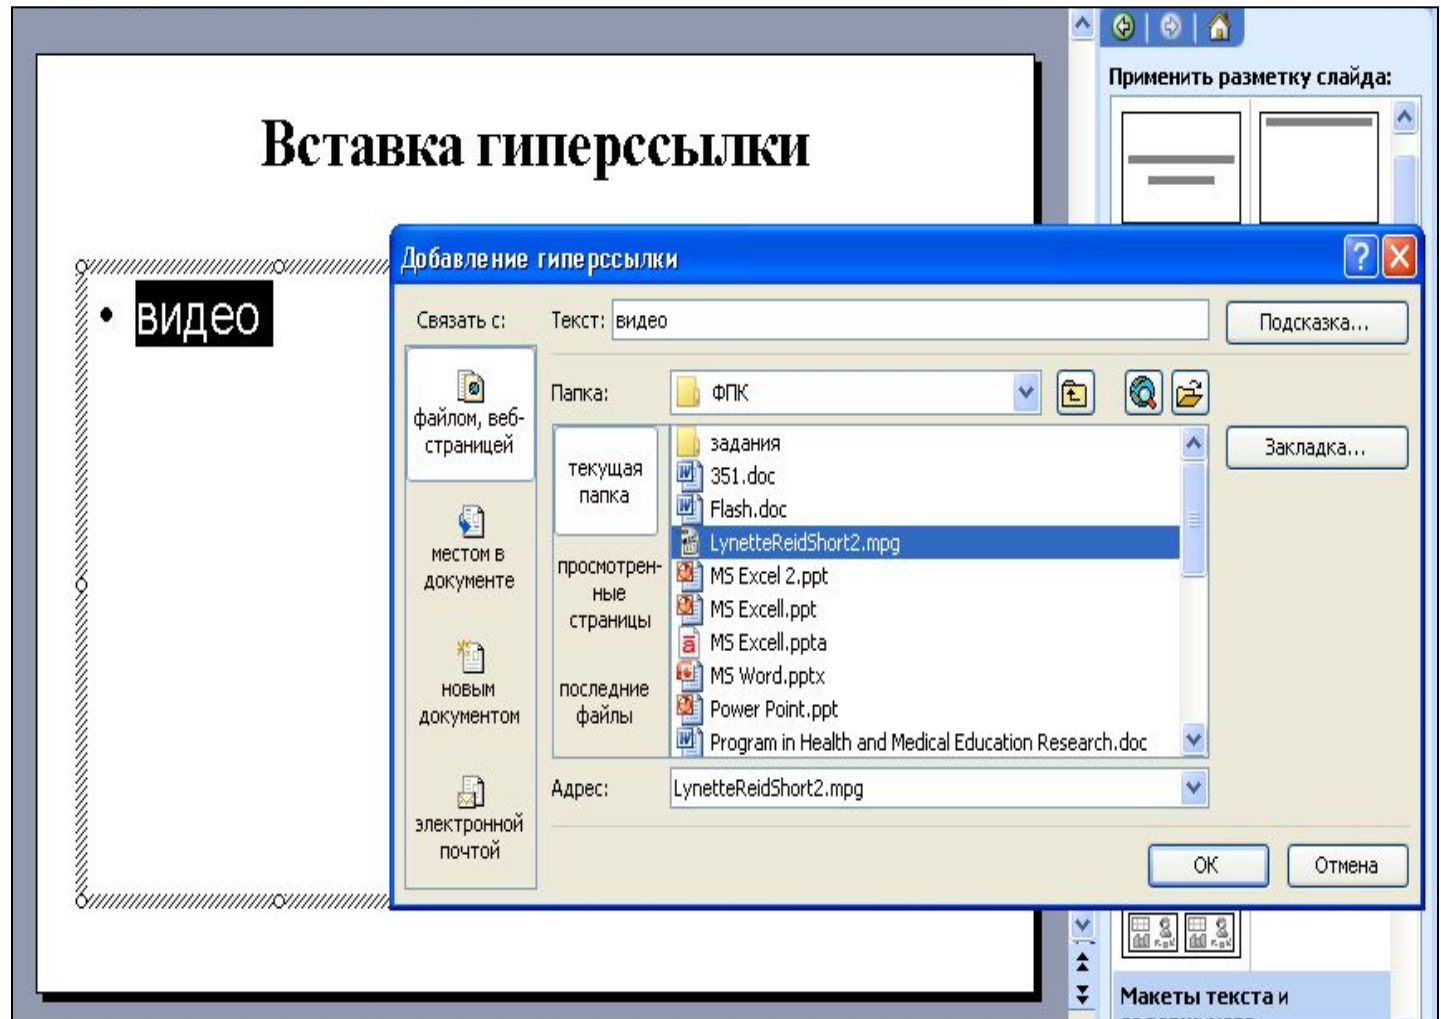 Применить разметку слайда:
Вставка гиперссылки
• видео
Добавление гиперссылки
Связать с:
Текст: видео
Подсказка...
файлом, веб-
страницей
местом в
документе
новым
документом
электронной
почтой
Папка: ФПК
текущая
папка
просмотрен-
ные
страницы
последние
файлы
задания
351.doc
Flash.doc
LynetteReidShort2.mpg
MS Excel 2.ppt
MS Excell.ppt
MS Excell.ppta
MS Word.pptx
Power Point.ppt
Program in Health and Medical Education Research.doc
Закладка...
Адрес: LynetteReidShort2.mpg
ОК
Отмена
Макеты текста и